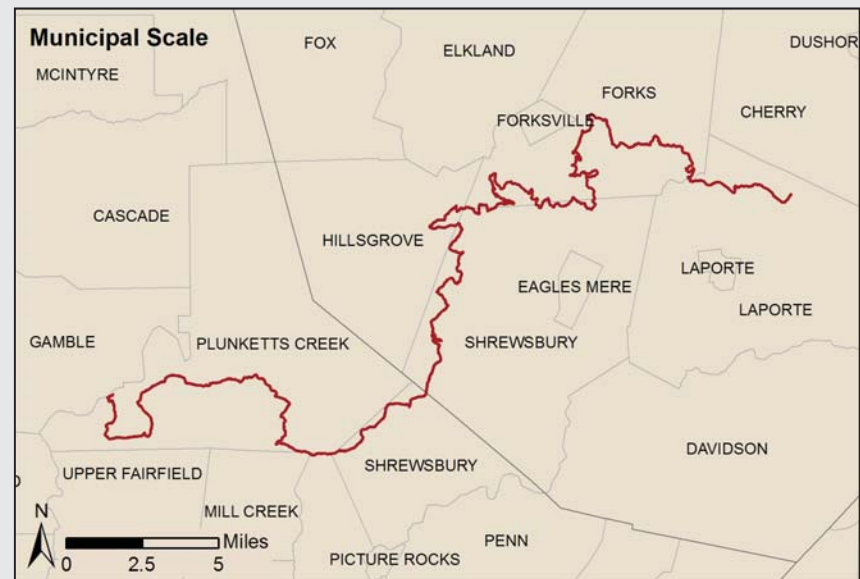 Municipal Scale
FOX
ELKLAND
DUSHOR
MCINTYRE
FORKS
FORKSVILLE
CHERRY
CASCADE
HILLSGROVE
LAPORTE
EAGLES MERE
LAPORTE
GAMBLE
PLUNKETTS CREEK
SHREWSBURY
DAVIDSON
UPPER FAIRFIELD
SHREWSBURY
MILL CREEK
N
PENN
Miles
0 2.5 5
PICTURE ROCKS